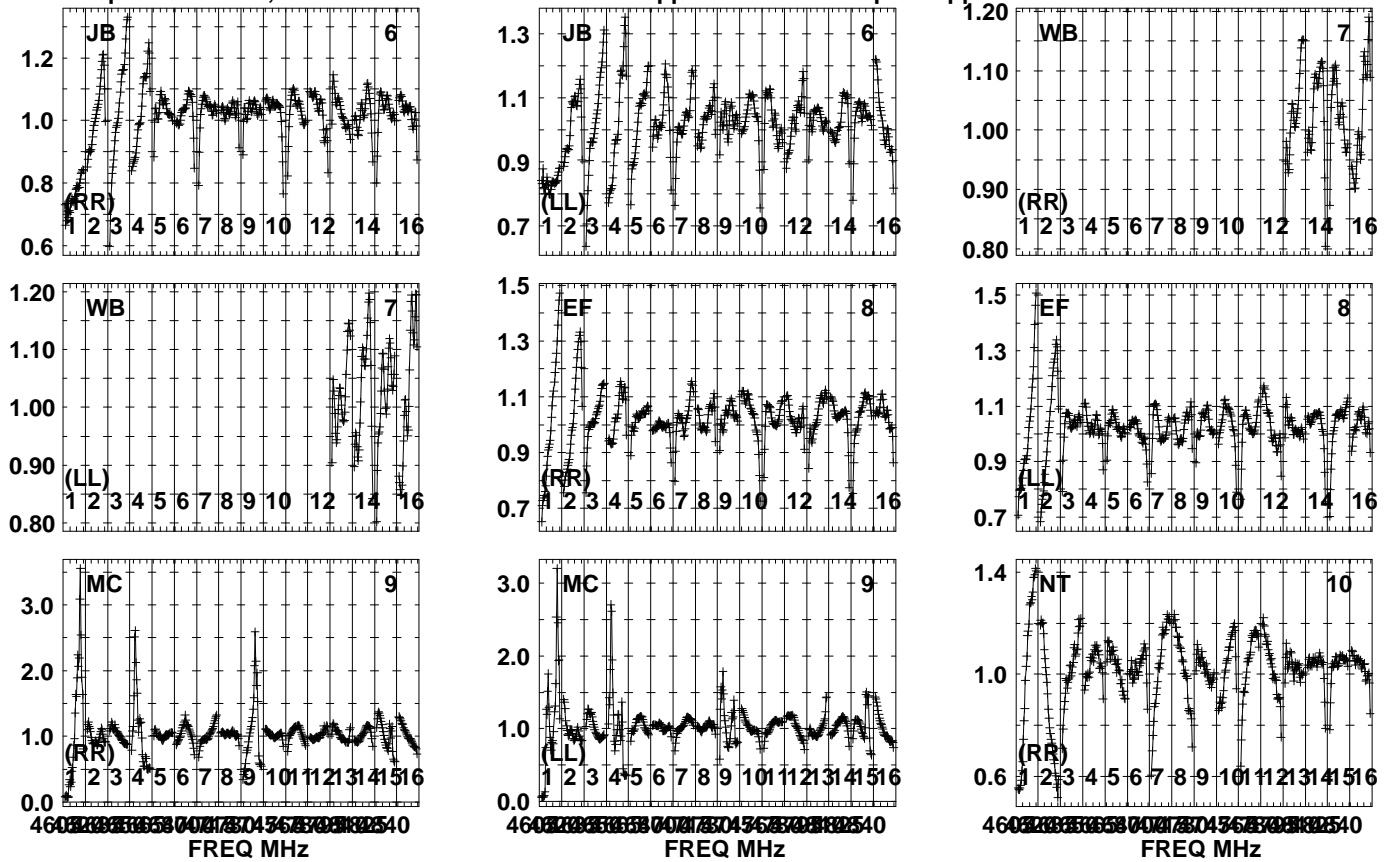 JB 6
1.2
1.0
0.8
0.6
(RR)
1 2 3 4 5 6 7 8 9 10 12 14 16
JB 6
1.3
1.1
0.9
0.7
(LL)
1 2 3 4 5 6 7 8 9 10 12 14 16
WB 7
1.20
1.10
1.00
0.90
0.80
(RR)
1 2 3 4 5 6 7 8 9 10 12 14 16
WB 7
1.20
1.10
1.00
0.90
0.80
(LL)
1 2 3 4 5 6 7 8 9 10 12 14 16
EF 8
1.5
1.3
1.1
0.9
0.7
(RR)
1 2 3 4 5 6 7 8 9 10 12 14 16
EF 8
1.5
1.3
1.1
0.9
0.7
(LL)
1 2 3 4 5 6 7 8 9 10 12 14 16
MC 9
3.0
2.0
1.0
0.0
(RR)
1 2 3 4 5 6 7 8 9 10 11 12 13 14 15 16
FREQ MHz
MC 9
3.0
2.0
1.0
0.0
(LL)
1 2 3 4 5 6 7 8 9 10 11 12 13 14 15 16
FREQ MHz
NT 10
1.4
1.0
0.6
(RR)
1 2 3 4 5 6 7 8 9 10 11 12 13 14 15 16
FREQ MHz